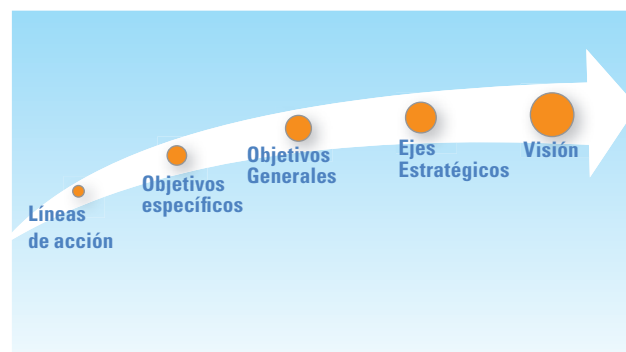 Líneas
de acción
Objetivos
específicos
Objetivos
Generales
Ejes
Estratégicos
Visión